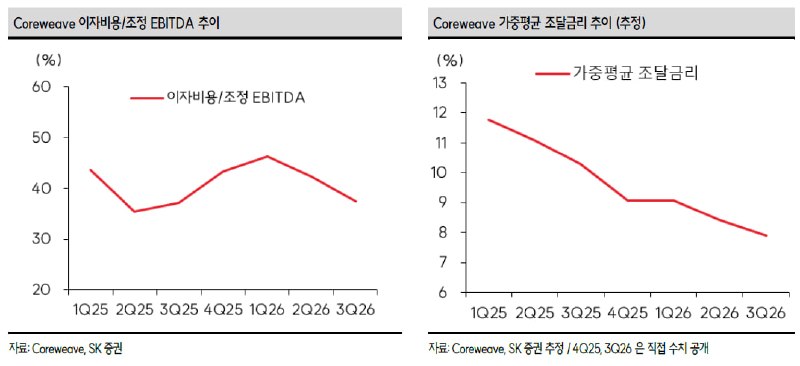 Coreweave 이자비용/조정 EBITDA 추이
(%)
60
50
40
30
20
이자비용/조정 EBITDA
1Q25 2Q25 3Q25 4Q25 1Q26 2Q26 3Q26
자료: Coreweave, SK 증권
Coreweave 가중평균 조달금리 추이 (추정)
(%)
13
12
11
10
9
8
7
6
가중평균 조달금리
1Q25 2Q25 3Q25 4Q25 1Q26 2Q26 3Q26
자료: Coreweave, SK 증권 추정 / 4Q25, 3Q26 은 직접 수치 공개